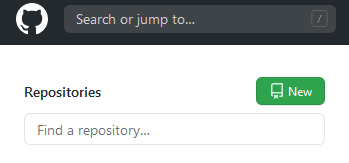 Search or jump to...
/
Repositories
New
Find a repository...